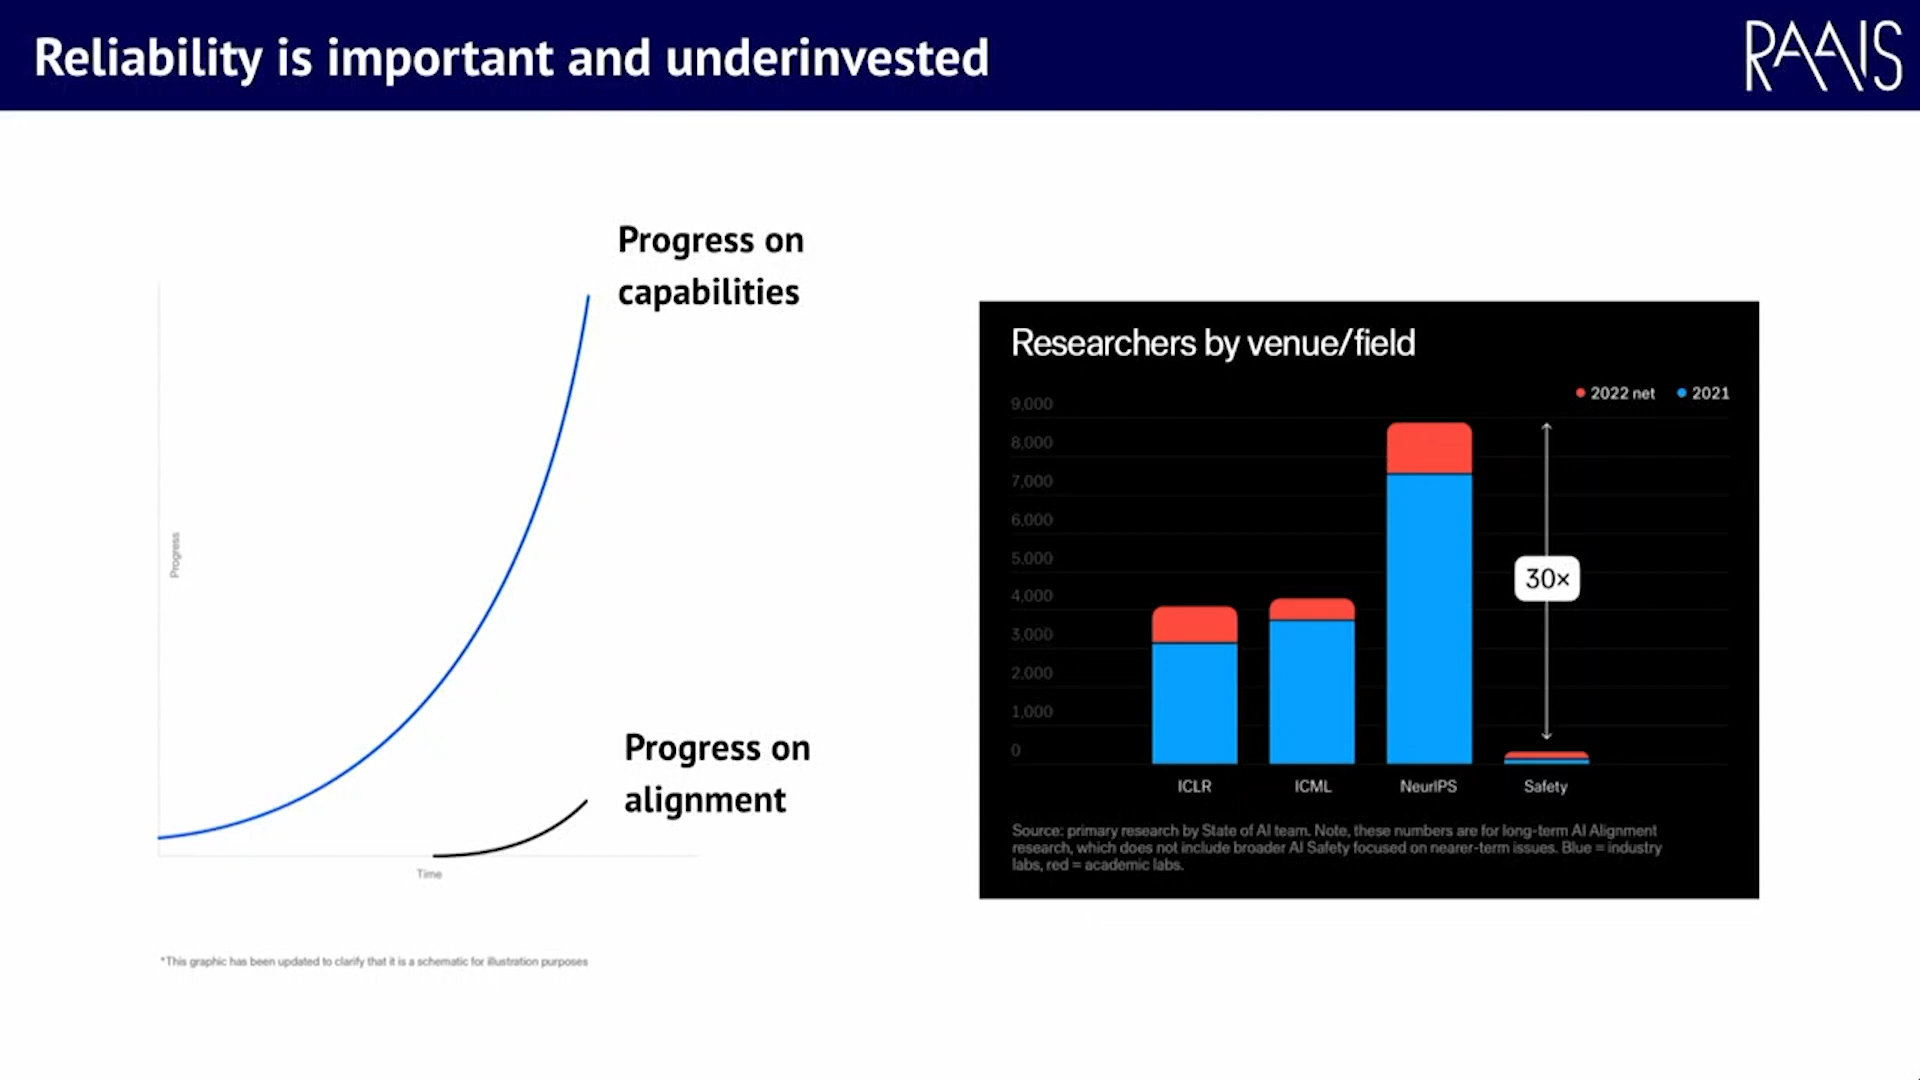 Reliability is important and underinvested
RAAIS
Progress on
capabilities
Progress
Progress on
alignment
Time
*This graphic has been updated to clarify that it is a schematic for illustration purposes
Researchers by venue/field
2022 net 2021
9,000
8,000
7,000
6,000
5,000
4,000
3,000
2,000
1,000
0
30×
ICLR ICML NeurIPS Safety
Source: primary research by State of AI team. Note, these numbers are for long-term AI Alignment
research, which does not include broader AI Safety focused on nearer-term issues. Blue = industry
labs, red = academic labs.